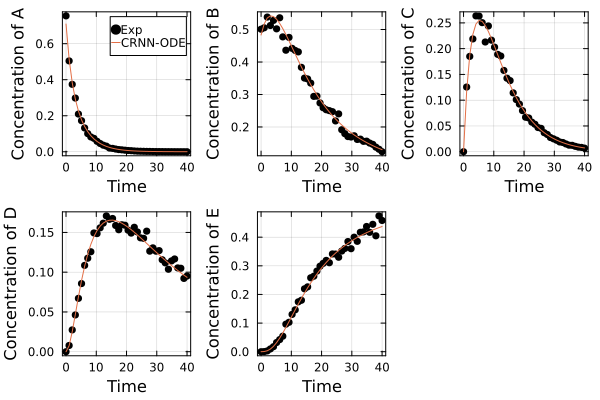 Concentration of A
0.6
0.4
0.2
0.0
0 10 20 30 40
Time
Exp
CRNN-ODE
Concentration of B
0.5
0.4
0.3
0.2
0 10 20 30 40
Time
Concentration of C
0.25
0.20
0.15
0.10
0.05
0.00
0 10 20 30 40
Time
Concentration of D
0.15
0.10
0.05
0.00
0 10 20 30 40
Time
Concentration of E
0.4
0.3
0.2
0.1
0.0
0 10 20 30 40
Time